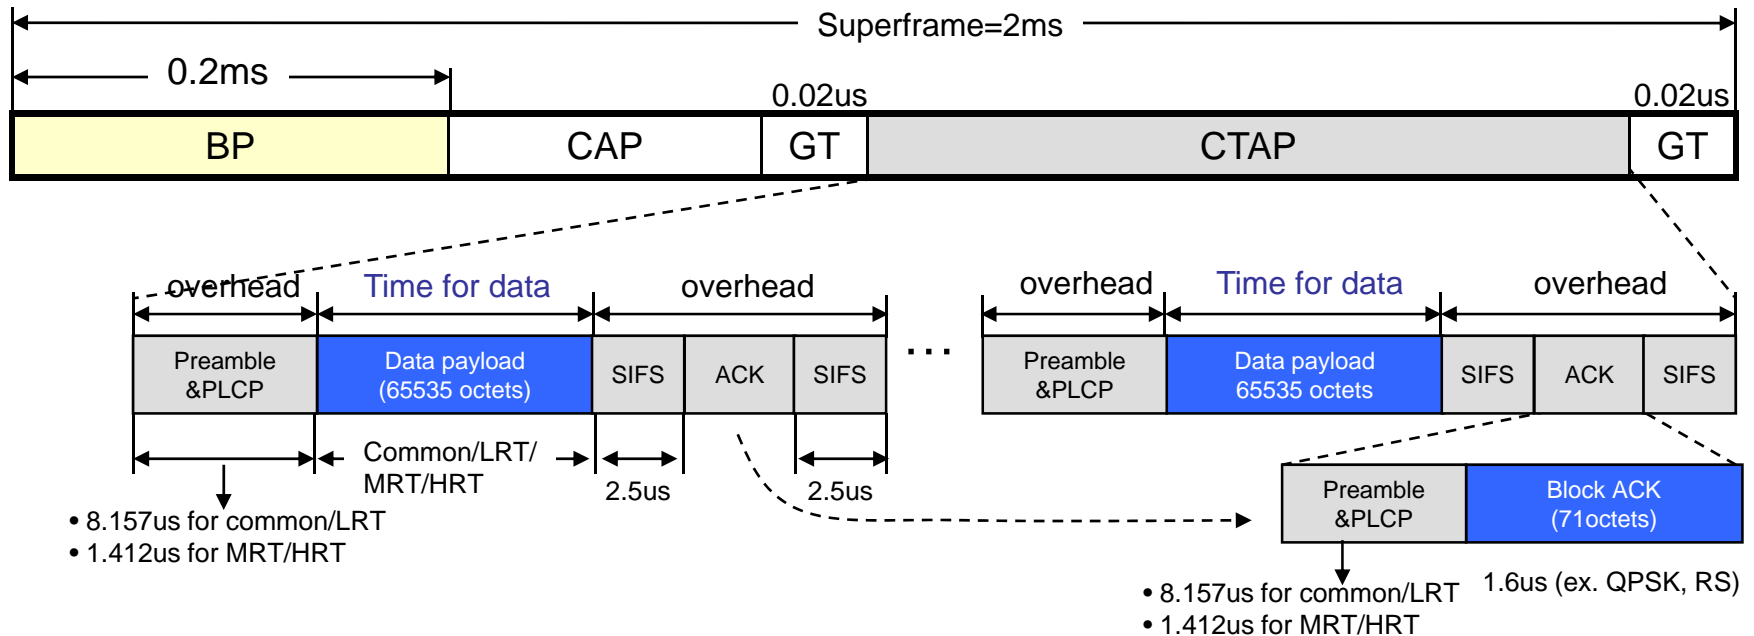 Superframe=2ms
0.2ms
0.02us
0.02us
BP
CAP
GT
CTAP
GT
overhead
Time for data
overhead
overhead
Time for data
overhead
Preamble
&PLCP
Data payload
(65535 octets)
SIFS
ACK
SIFS
...
Preamble
&PLCP
Data payload
65535 octets
SIFS
ACK
SIFS
Common/LRT/
MRT/HRT
2.5us
2.5us
• 8.157us for common/LRT
• 1.412us for MRT/HRT
Preamble
&PLCP
Block ACK
(71octets)
• 8.157us for common/LRT
• 1.412us for MRT/HRT
1.6us (ex. QPSK, RS)